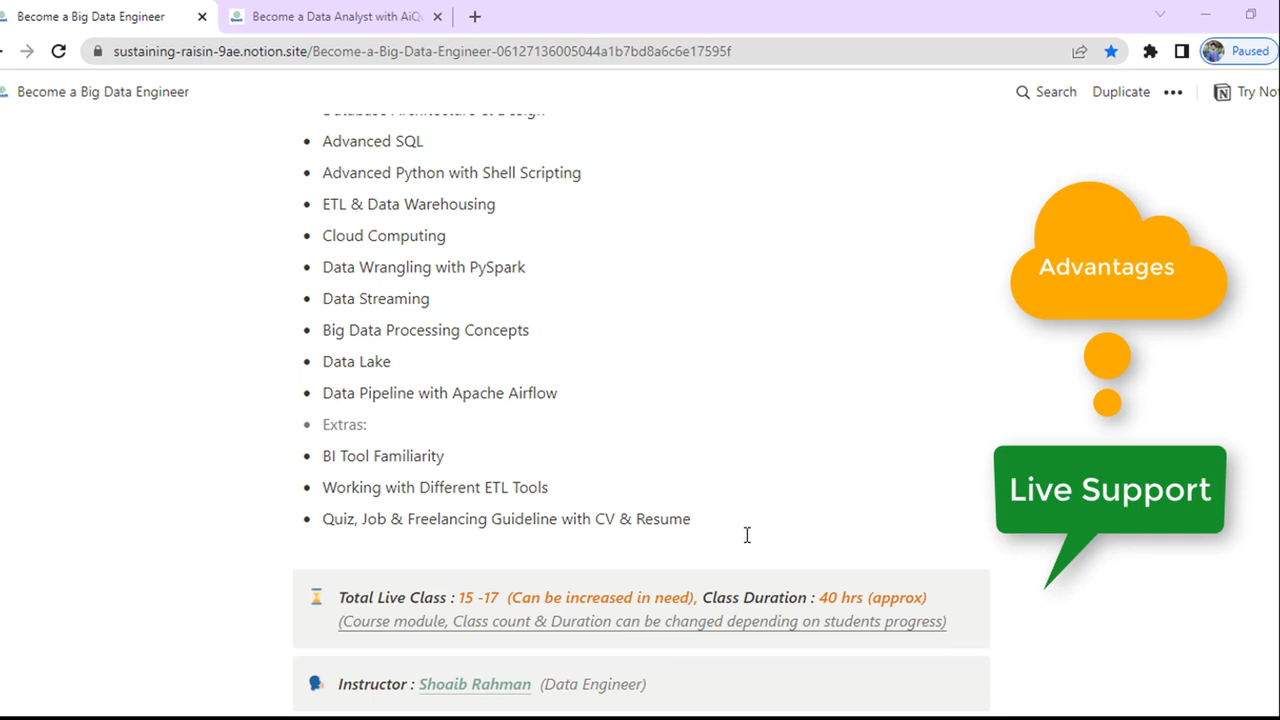 Become a Big Data Engineer
Become a Data Analyst with AiQ
sustaining-raisin-9ae.notion.site/Become-a-Big-Data-Engineer-06127136005044a1b7bd8a6c6e17595f
Paused
Become a Big Data Engineer
Search
Duplicate
Try No
Database Architecture & Design
Advanced SQL
Advanced Python with Shell Scripting
ETL & Data Warehousing
Cloud Computing
Data Wrangling with PySpark
Data Streaming
Big Data Processing Concepts
Data Lake
Data Pipeline with Apache Airflow
Extras:
BI Tool Familiarity
Working with Different ETL Tools
Quiz, Job & Freelancing Guideline with CV & Resume
Advantages
Live Support
Total Live Class : 15 -17 (Can be increased in need), Class Duration : 40 hrs (approx)
(Course module, Class count & Duration can be changed depending on students progress)
Instructor : Shoaib Rahman (Data Engineer)